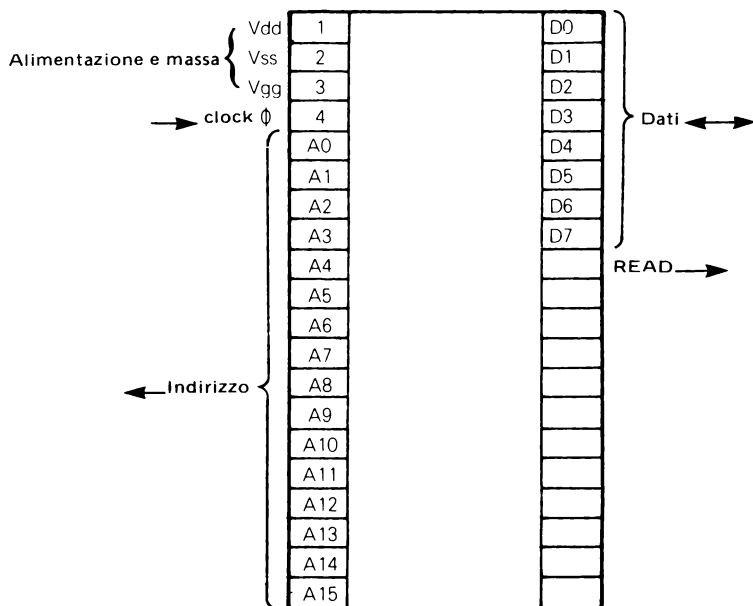 Vdd 1 D0
Alimentazione e massa Vss 2 D1
Vgg 3 D2
clock ϕ 4 D3 Dati
A0 D4
A1 D5
A2 D6
A3 D7
A4 READ
A5
A6
A7
Indirizzo A8
A9
A10
A11
A12
A13
A14
A15